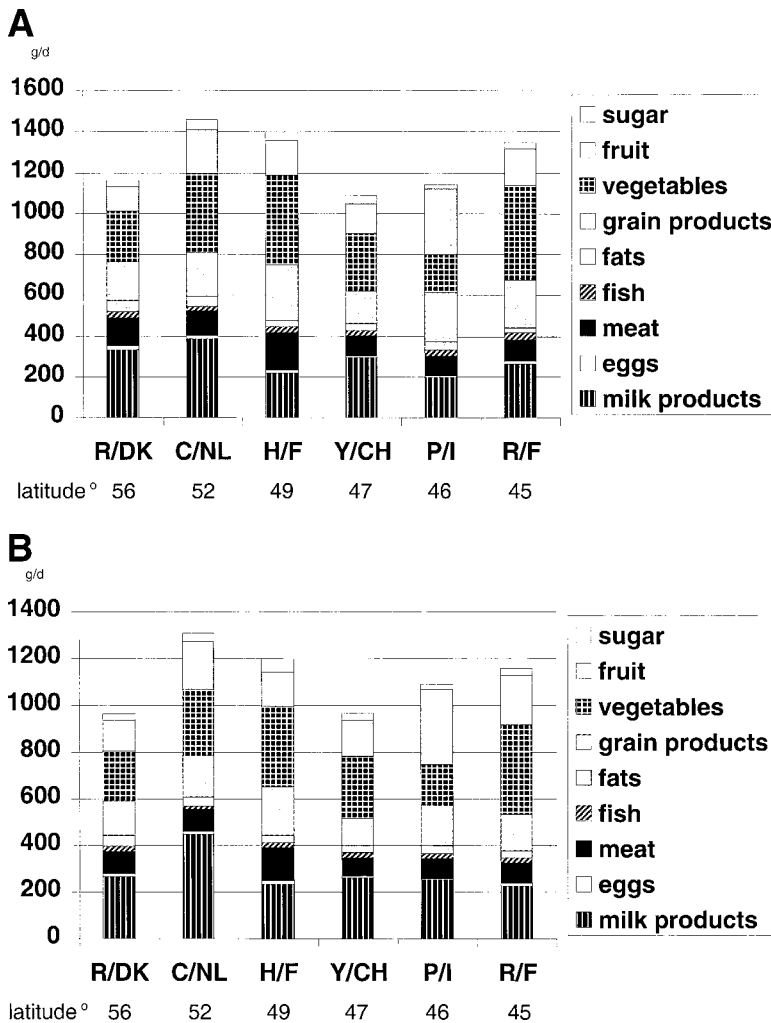 A
g/d
1600
1400
1200
1000
800
600
400
200
0
sugar
fruit
vegetables
grain products
fats
fish
meat
eggs
milk products
R/DK C/NL H/F Y/CH P/I R/F
latitude° 56 52 49 47 46 45
B
g/d
1400
1200
1000
800
600
400
200
0
sugar
fruit
vegetables
grain products
fats
fish
meat
eggs
milk products
R/DK C/NL H/F Y/CH P/I R/F
latitude° 56 52 49 47 46 45